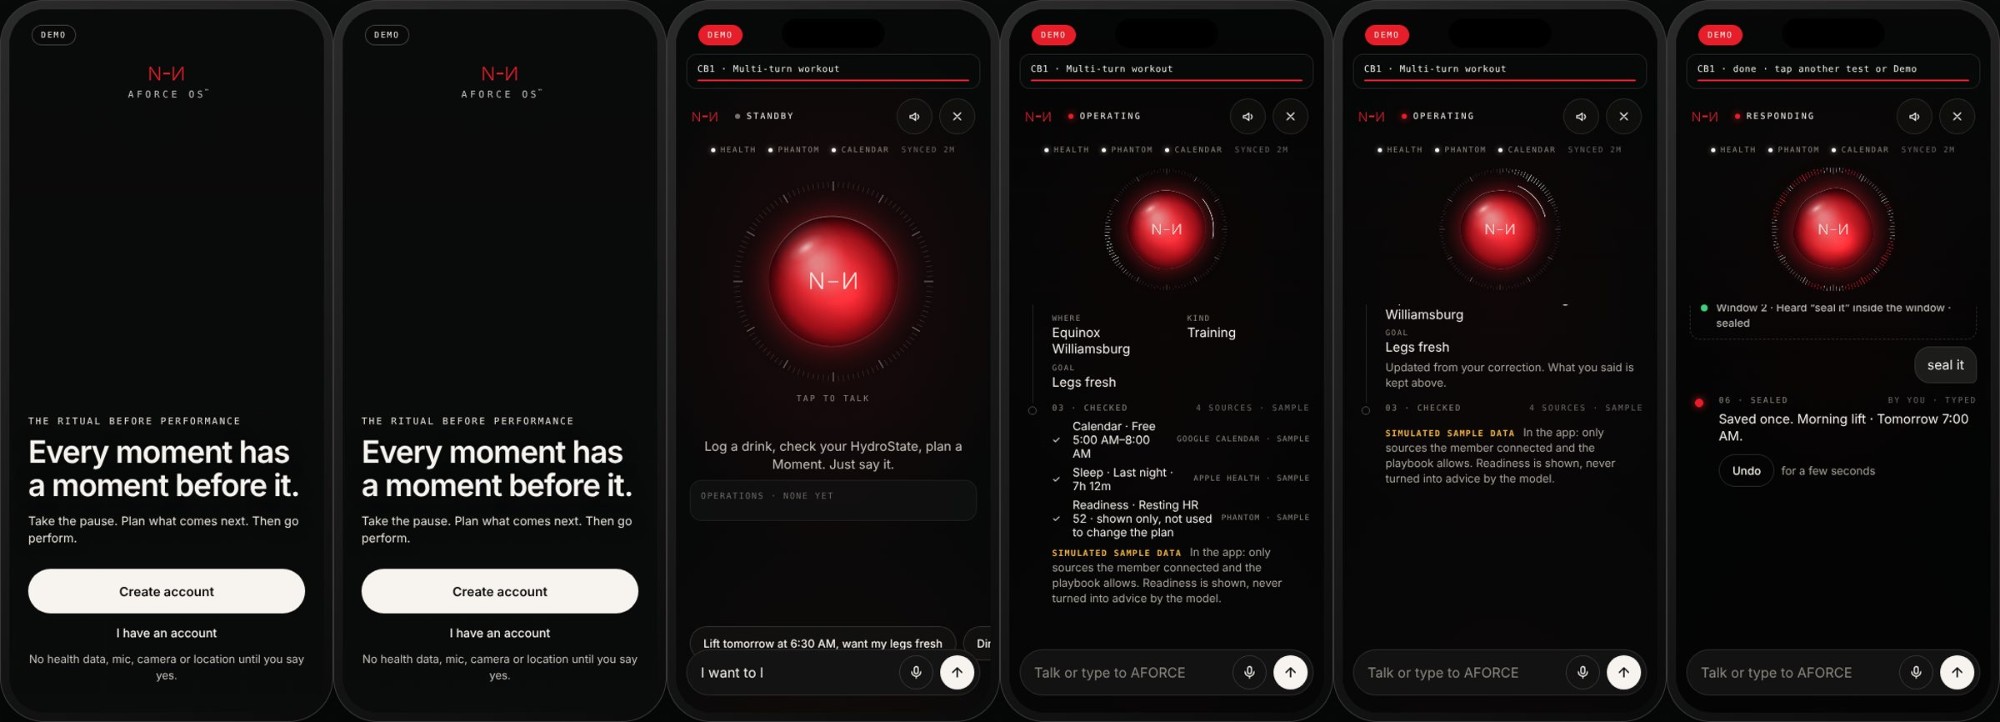 DEMO
N-N
AFORCE OS™
THE RITUAL BEFORE PERFORMANCE
Every moment has
a moment before it.
Take the pause. Plan what comes next. Then go
perform.
Create account
I have an account
No health data, mic, camera or location until you say
yes.
DEMO
N-N
AFORCE OS™
THE RITUAL BEFORE PERFORMANCE
Every moment has
a moment before it.
Take the pause. Plan what comes next. Then go
perform.
Create account
I have an account
No health data, mic, camera or location until you say
yes.
DEMO
CB1 · Multi-turn workout
N-N STANDBY
HEALTH PHANTOM CALENDAR SYNCED 2M
N-N
TAP TO TALK
Log a drink, check your HydroState, plan a
Moment. Just say it.
OPERATIONS · NONE YET
Lift tomorrow at 6:30 AM, want my legs fresh
I want to l
DEMO
CB1 · Multi-turn workout
N-N OPERATING
HEALTH PHANTOM CALENDAR SYNCED 2M
N-N
WHERE KIND
Equinox Training
Williamsburg
GOAL
Legs fresh
03 · CHECKED 4 SOURCES · SAMPLE
Calendar · Free
5:00 AM–8:00 GOOGLE CALENDAR · SAMPLE
AM
Sleep · Last night ·
7h 12m APPLE HEALTH · SAMPLE
Readiness · Resting HR
52 · shown only, not used PHANTOM · SAMPLE
to change the plan
SIMULATED SAMPLE DATA In the app: only
sources the member connected and the
playbook allows. Readiness is shown, never
turned into advice by the model.
Talk or type to AFORCE
DEMO
CB1 · Multi-turn workout
N-N OPERATING
HEALTH PHANTOM CALENDAR SYNCED 2M
N-N
Williamsburg
GOAL
Legs fresh
Updated from your correction. What you said is
kept above.
03 · CHECKED 4 SOURCES · SAMPLE
SIMULATED SAMPLE DATA In the app: only
sources the member connected and the
playbook allows. Readiness is shown, never
turned into advice by the model.
Talk or type to AFORCE
DEMO
CB1 · done · tap another test or Demo
N-N RESPONDING
HEALTH PHANTOM CALENDAR SYNCED 2M
N-N
Window 2 · Heard “seal it” inside the window ·
sealed
seal it
06 · SEALED BY YOU · TYPED
Saved once. Morning lift · Tomorrow 7:00
AM.
Undo for a few seconds
Talk or type to AFORCE